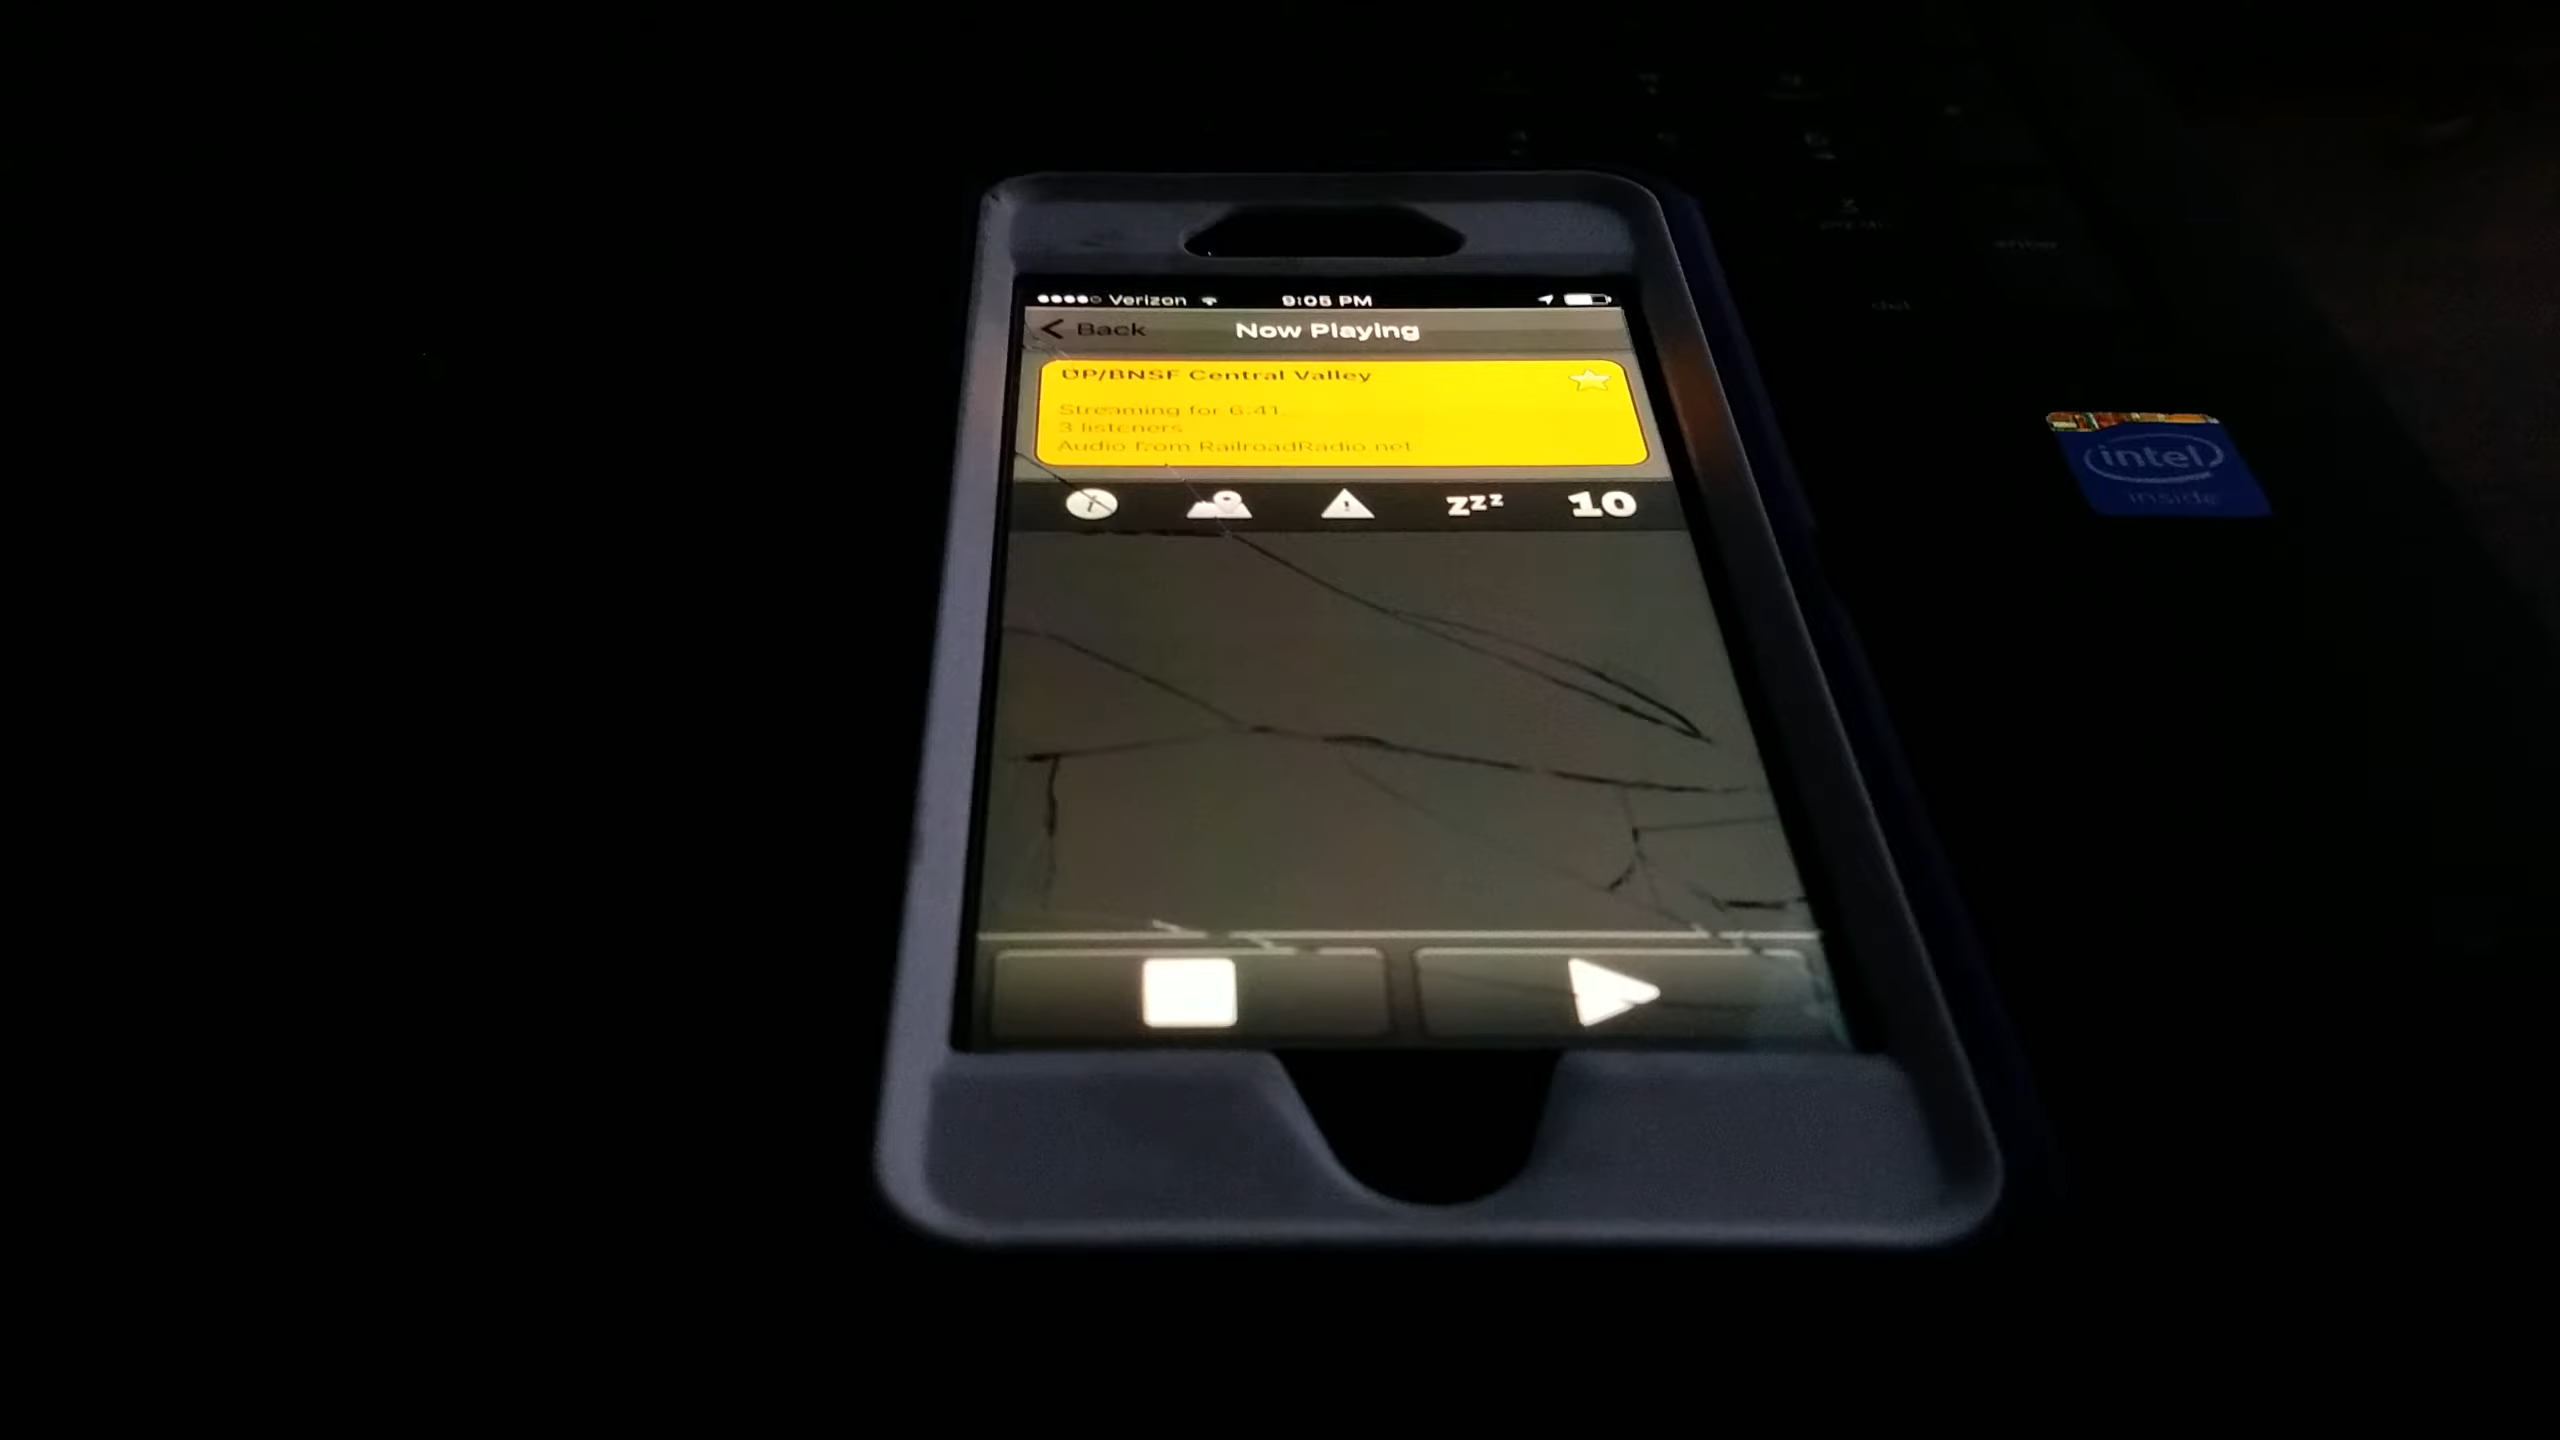 Verizon 9:05 PM
Back Now Playing
UP/BNSF Central Valley
Streaming for 6:41
3 listeners
Audio from RailroadRadio.net
i ! zzz 10
intel
inside
enter